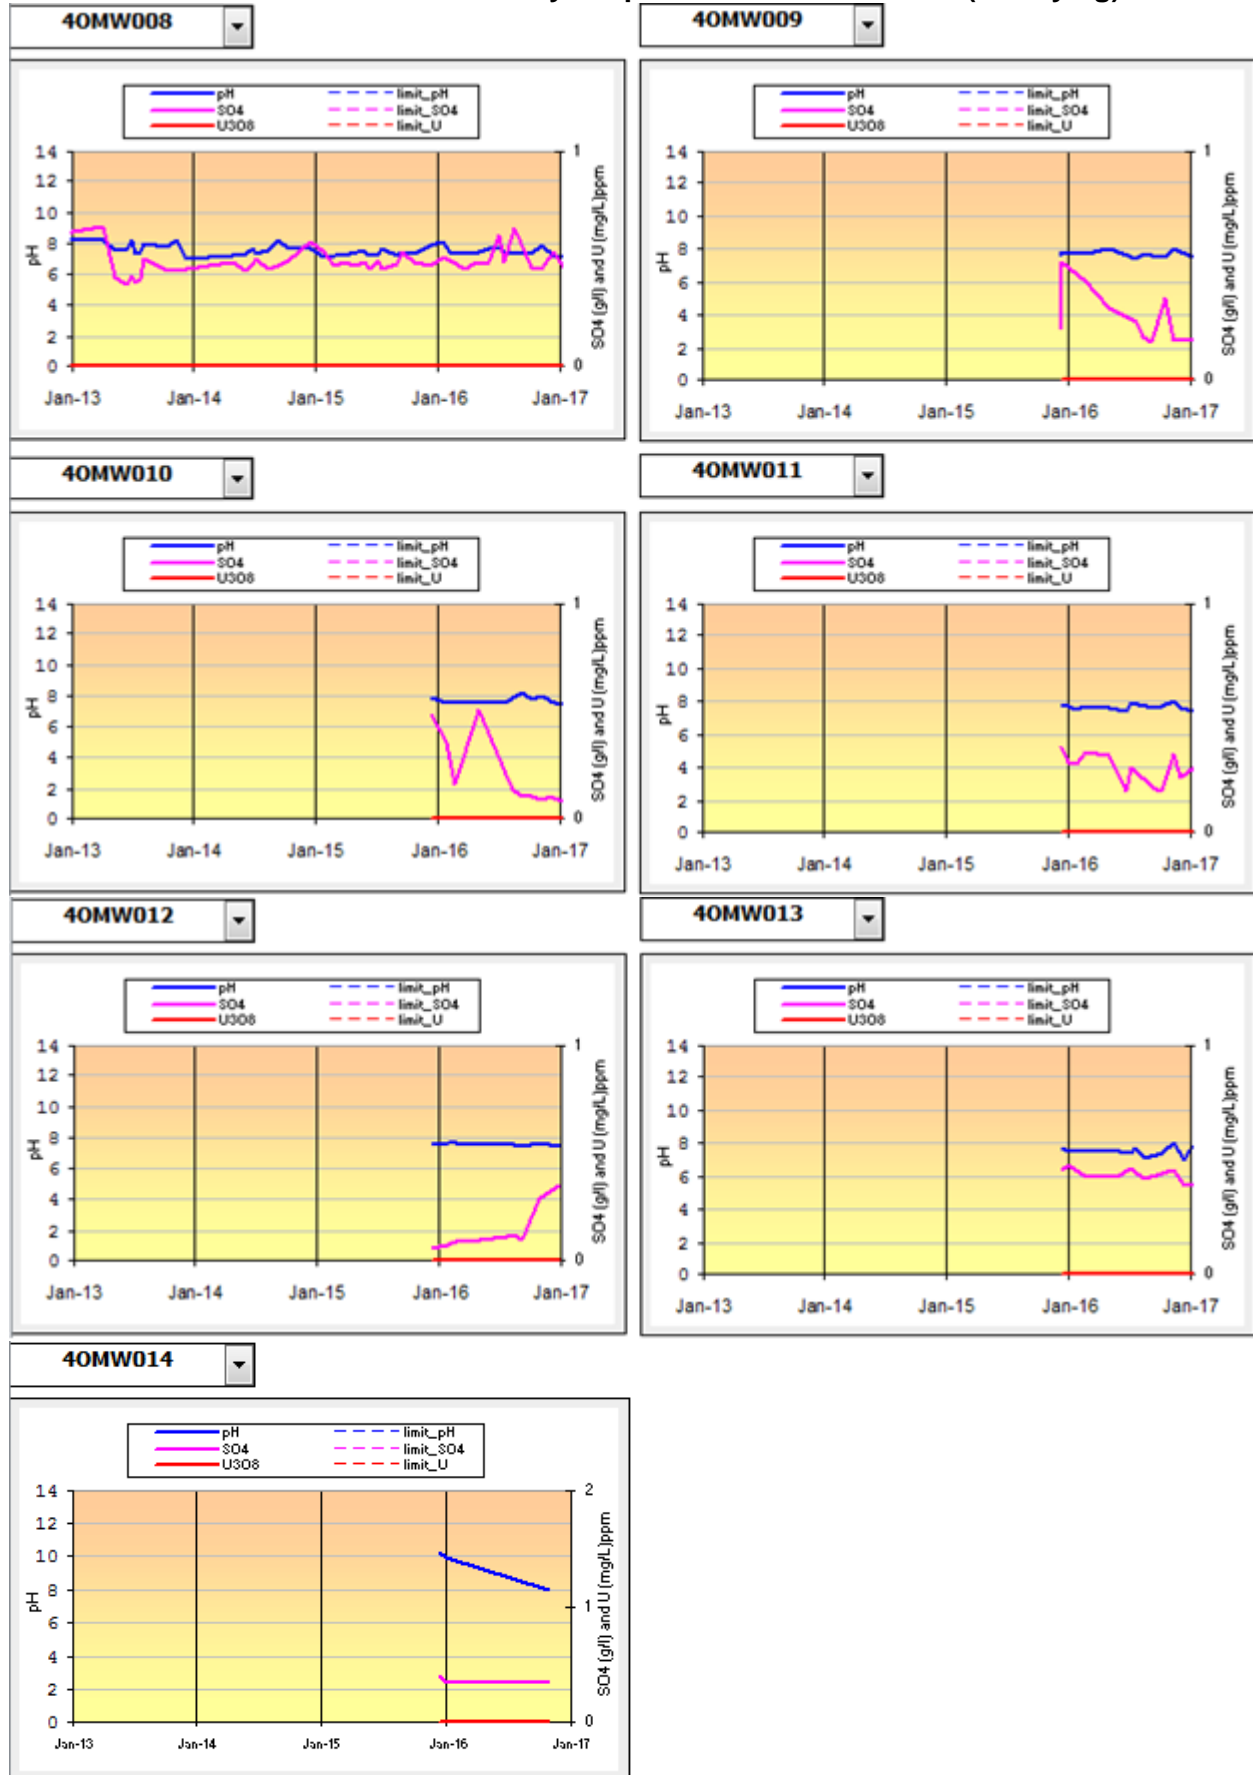 40MW008
pH
limit_pH
SO4
limit_SO4
U3O8
limit_U
14
12
10
8
6
4
2
0
pH
1
0
SO4 (g/l) and U (mg/L)ppm
Jan-13 Jan-14 Jan-15 Jan-16 Jan-17
40MW009
pH
limit_pH
SO4
limit_SO4
U3O8
limit_U
14
12
10
8
6
4
2
0
pH
1
0
SO4 (g/l) and U (mg/L)ppm
Jan-13 Jan-14 Jan-15 Jan-16 Jan-17
40MW010
pH
limit_pH
SO4
limit_SO4
U3O8
limit_U
14
12
10
8
6
4
2
0
pH
1
0
SO4 (g/l) and U (mg/L)ppm
Jan-13 Jan-14 Jan-15 Jan-16 Jan-17
40MW011
pH
limit_pH
SO4
limit_SO4
U3O8
limit_U
14
12
10
8
6
4
2
0
pH
1
0
SO4 (g/l) and U (mg/L)ppm
Jan-13 Jan-14 Jan-15 Jan-16 Jan-17
40MW012
pH
limit_pH
SO4
limit_SO4
U3O8
limit_U
14
12
10
8
6
4
2
0
pH
1
0
SO4 (g/l) and U (mg/L)ppm
Jan-13 Jan-14 Jan-15 Jan-16 Jan-17
40MW013
pH
limit_pH
SO4
limit_SO4
U3O8
limit_U
14
12
10
8
6
4
2
0
pH
1
0
SO4 (g/l) and U (mg/L)ppm
Jan-13 Jan-14 Jan-15 Jan-16 Jan-17
40MW014
pH
limit_pH
SO4
limit_SO4
U3O8
limit_U
14
12
10
8
6
4
2
0
pH
2
1
0
SO4 (g/l) and U (mg/L)ppm
Jan-13 Jan-14 Jan-15 Jan-16 Jan-17